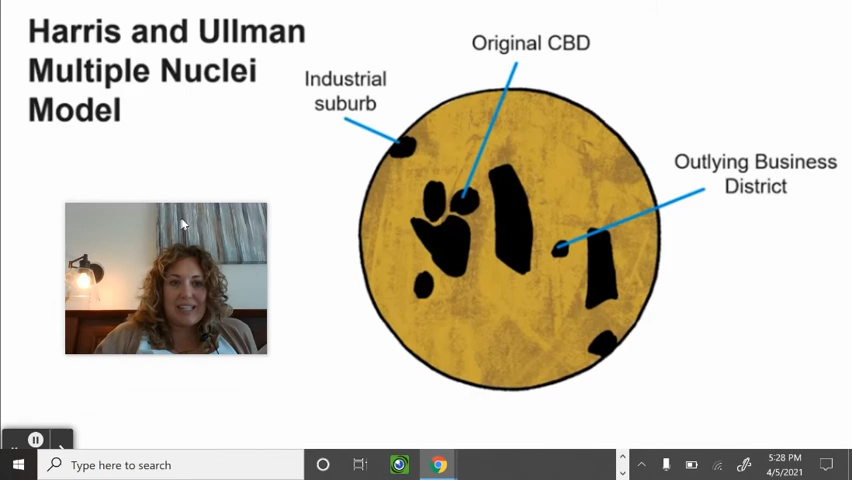 Harris and Ullman
Multiple Nuclei
Model
Original CBD
Industrial
suburb
Outlying Business
District
Type here to search
5:28 PM
4/5/2021